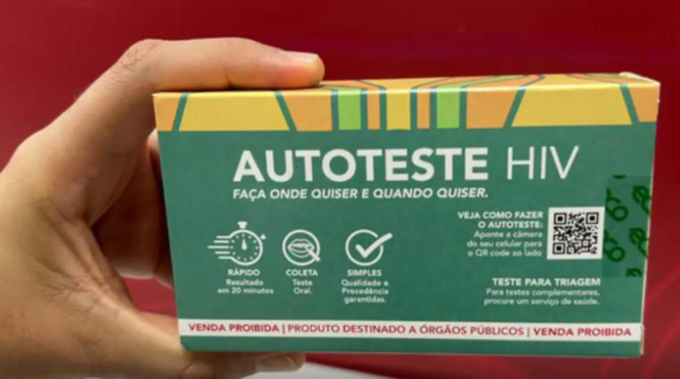 AUTOTESTE HIV
FAÇA ONDE QUISER E QUANDO QUISER.
VEJA COMO FAZER
O AUTOTESTE:
Aponte a câmera
do seu celular para
o QR code ao lado
RÁPIDO
Resultado
em 20 minutos
COLETA
Teste
Oral.
SIMPLES
Qualidade e
Procedência
garantidas.
TESTE PARA TRIAGEM
Para testes complementares,
procure um serviço de saúde.
VENDA PROIBIDA | PRODUTO DESTINADO A ÓRGÃOS PÚBLICOS | VENDA PROIBIDA